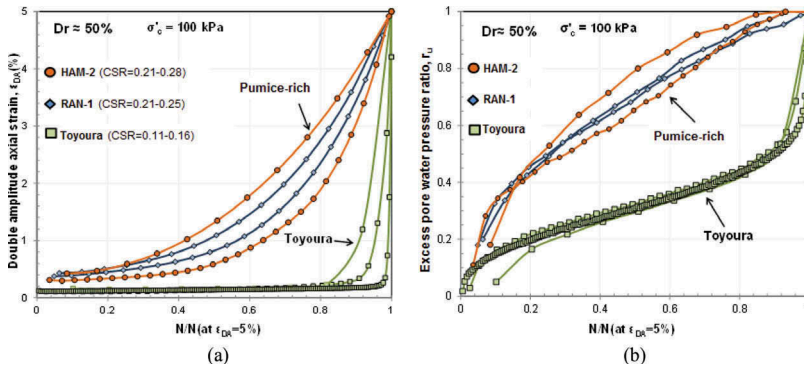 Dr ≈ 50% σ'c = 100 kPa
Double amplitude axial strain, εDA(%)
5
4
3
2
1
0
HAM-2 (CSR=0.21-0.28)
RAN-1 (CSR=0.21-0.25)
Toyoura (CSR=0.11-0.16)
Pumice-rich
Toyoura
0 0.2 0.4 0.6 0.8 1
N/N(at εDA=5%)
(a)
Dr≈ 50% σ'c = 100 kPa
Excess pore water pressure ratio, ru
1
0.8
0.6
0.4
0.2
0
HAM-2
RAN-1
Toyoura
Pumice-rich
Toyoura
0 0.2 0.4 0.6 0.8
N/N(at εDA=5%)
(b)